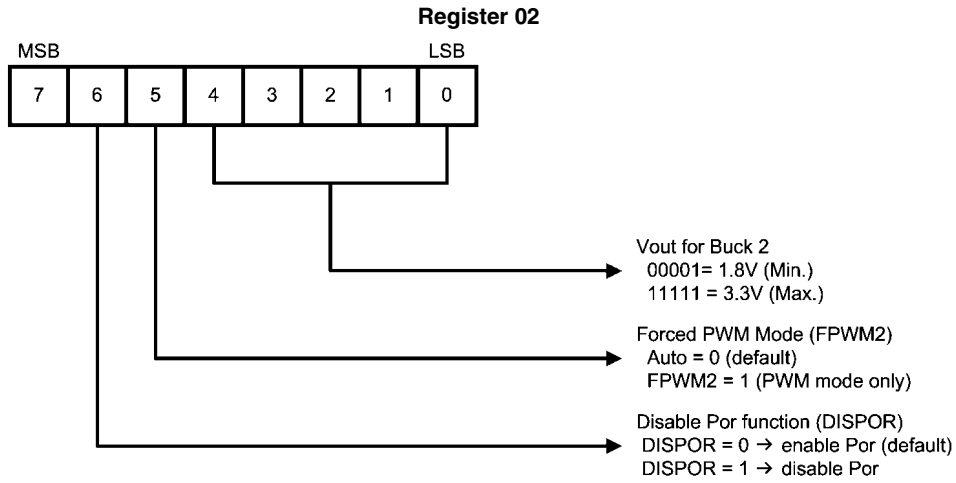 Register 02
MSB LSB
7 6 5 4 3 2 1 0
Vout for Buck 2
00001= 1.8V (Min.)
11111 = 3.3V (Max.)
Forced PWM Mode (FPWM2)
Auto = 0 (default)
FPWM2 = 1 (PWM mode only)
Disable Por function (DISPOR)
DISPOR = 0 → enable Por (default)
DISPOR = 1 → disable Por